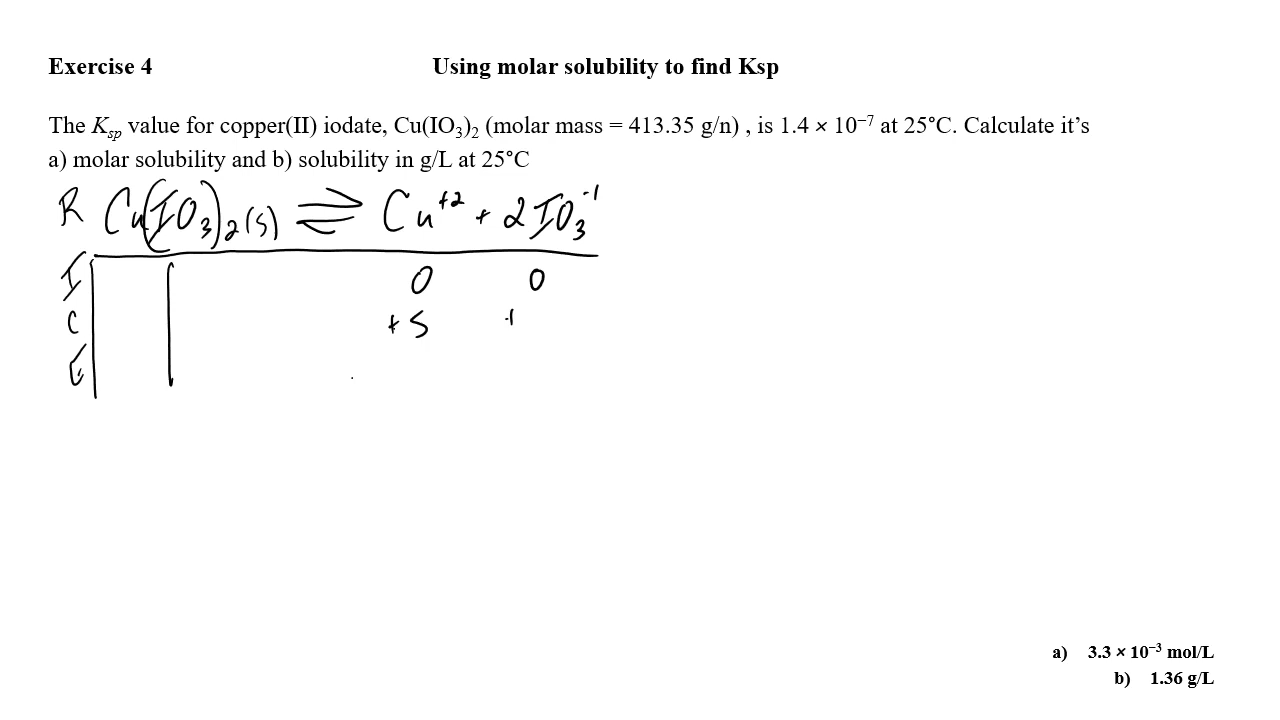 Exercise 4 Using molar solubility to find Ksp
The Ksp value for copper(II) iodate, Cu(IO₃)₂ (molar mass = 413.35 g/n) , is 1.4 × 10⁻⁷ at 25°C. Calculate it’s
a) molar solubility and b) solubility in g/L at 25°C
R Cu(IO₃)₂(s) ⇌ Cu⁺² + 2IO₃⁻¹
I 0 0
C +S +
E
a) 3.3 × 10⁻³ mol/L
b) 1.36 g/L